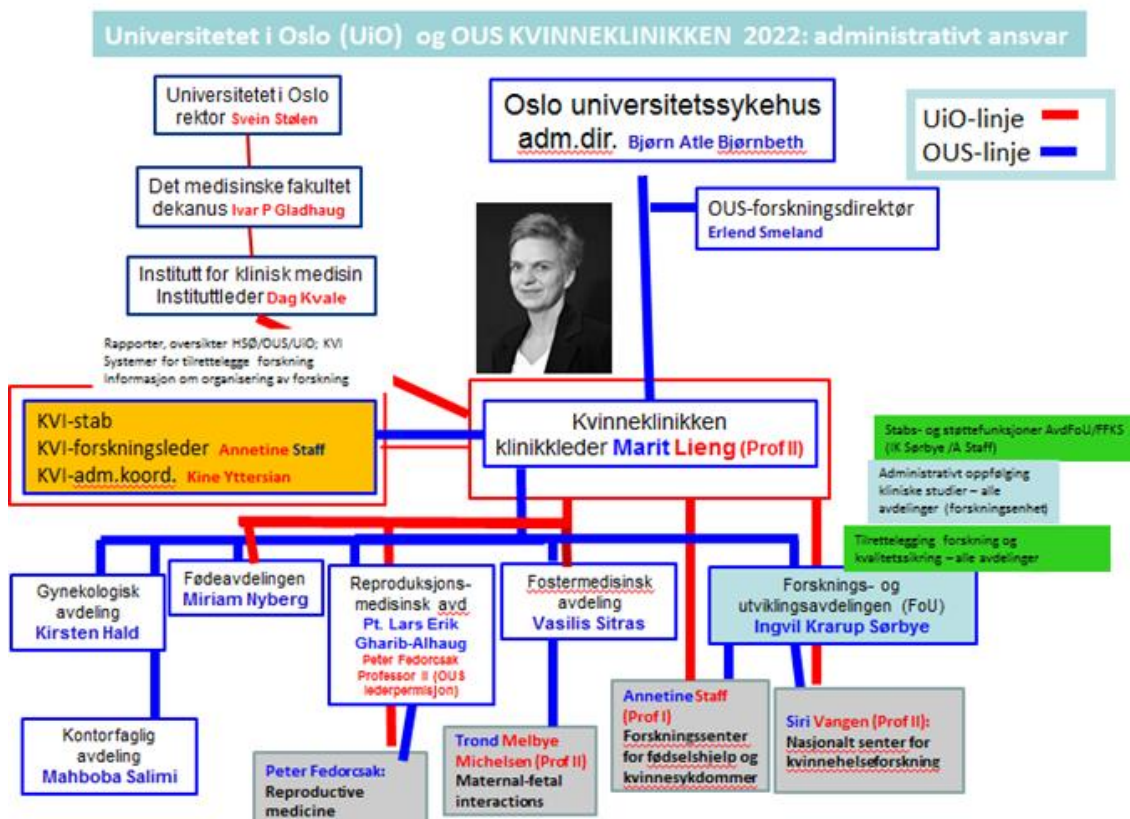 Universitetet i Oslo (UiO) og OUS KVINNEKLINIKKEN 2022: administrativt ansvar
Universitetet i Oslo
rektor Svein Stølen
Det medisinske fakultet
dekanus Ivar P Gladhaug
Institutt for klinisk medisin
Instituttleder Dag Kvale
Oslo universitetssykehus
adm.dir. Bjørn Atle Bjørnbeth
UiO-linje
OUS-linje
OUS-forskningsdirektør
Erlend Smeland
Rapporter, oversikter HSØ/OUS/UiO; KVI
Systemer for tilrettelegge forskning
Informasjon om organisering av forskning
KVI-stab
KVI-forskningsleder Annetine Staff
KVI-adm.koord. Kine Yttersian
Kvinneklinikken
klinikkleder Marit Lieng (Prof II)
Stabs- og støttefunksjoner AvdFoU/FFKS
(IK Sørbye /A Staff)
Administrativt oppfølging
kliniske studier – alle
avdelinger (forskningsenhet)
Tilrettelegging forskning og
kvalitetssikring – alle avdelinger
Gynekologisk
avdeling
Kirsten Hald
Fødeavdelingen
Miriam Nyberg
Reproduksjons-
medisinsk avd
Pt. Lars Erik
Gharib-Alhaug
Peter Fedorcsak
Professor II (OUS
lederpermisjon)
Fostermedisinsk
avdeling
Vasilis Sitras
Forsknings- og
utviklingsavdelingen (FoU)
Ingvil Krarup Sørbye
Kontorfaglig
avdeling
Mahboba Salimi
Peter Fedorcsak:
Reproductive
medicine
Trond Melbye
Michelsen (Prof II)
Maternal-fetal
interactions
Annetine Staff
(Prof I)
Forskningssenter
for fødselshjelp og
kvinnesykdommer
Siri Vangen (Prof II):
Nasjonalt senter for
kvinnehelseforskning